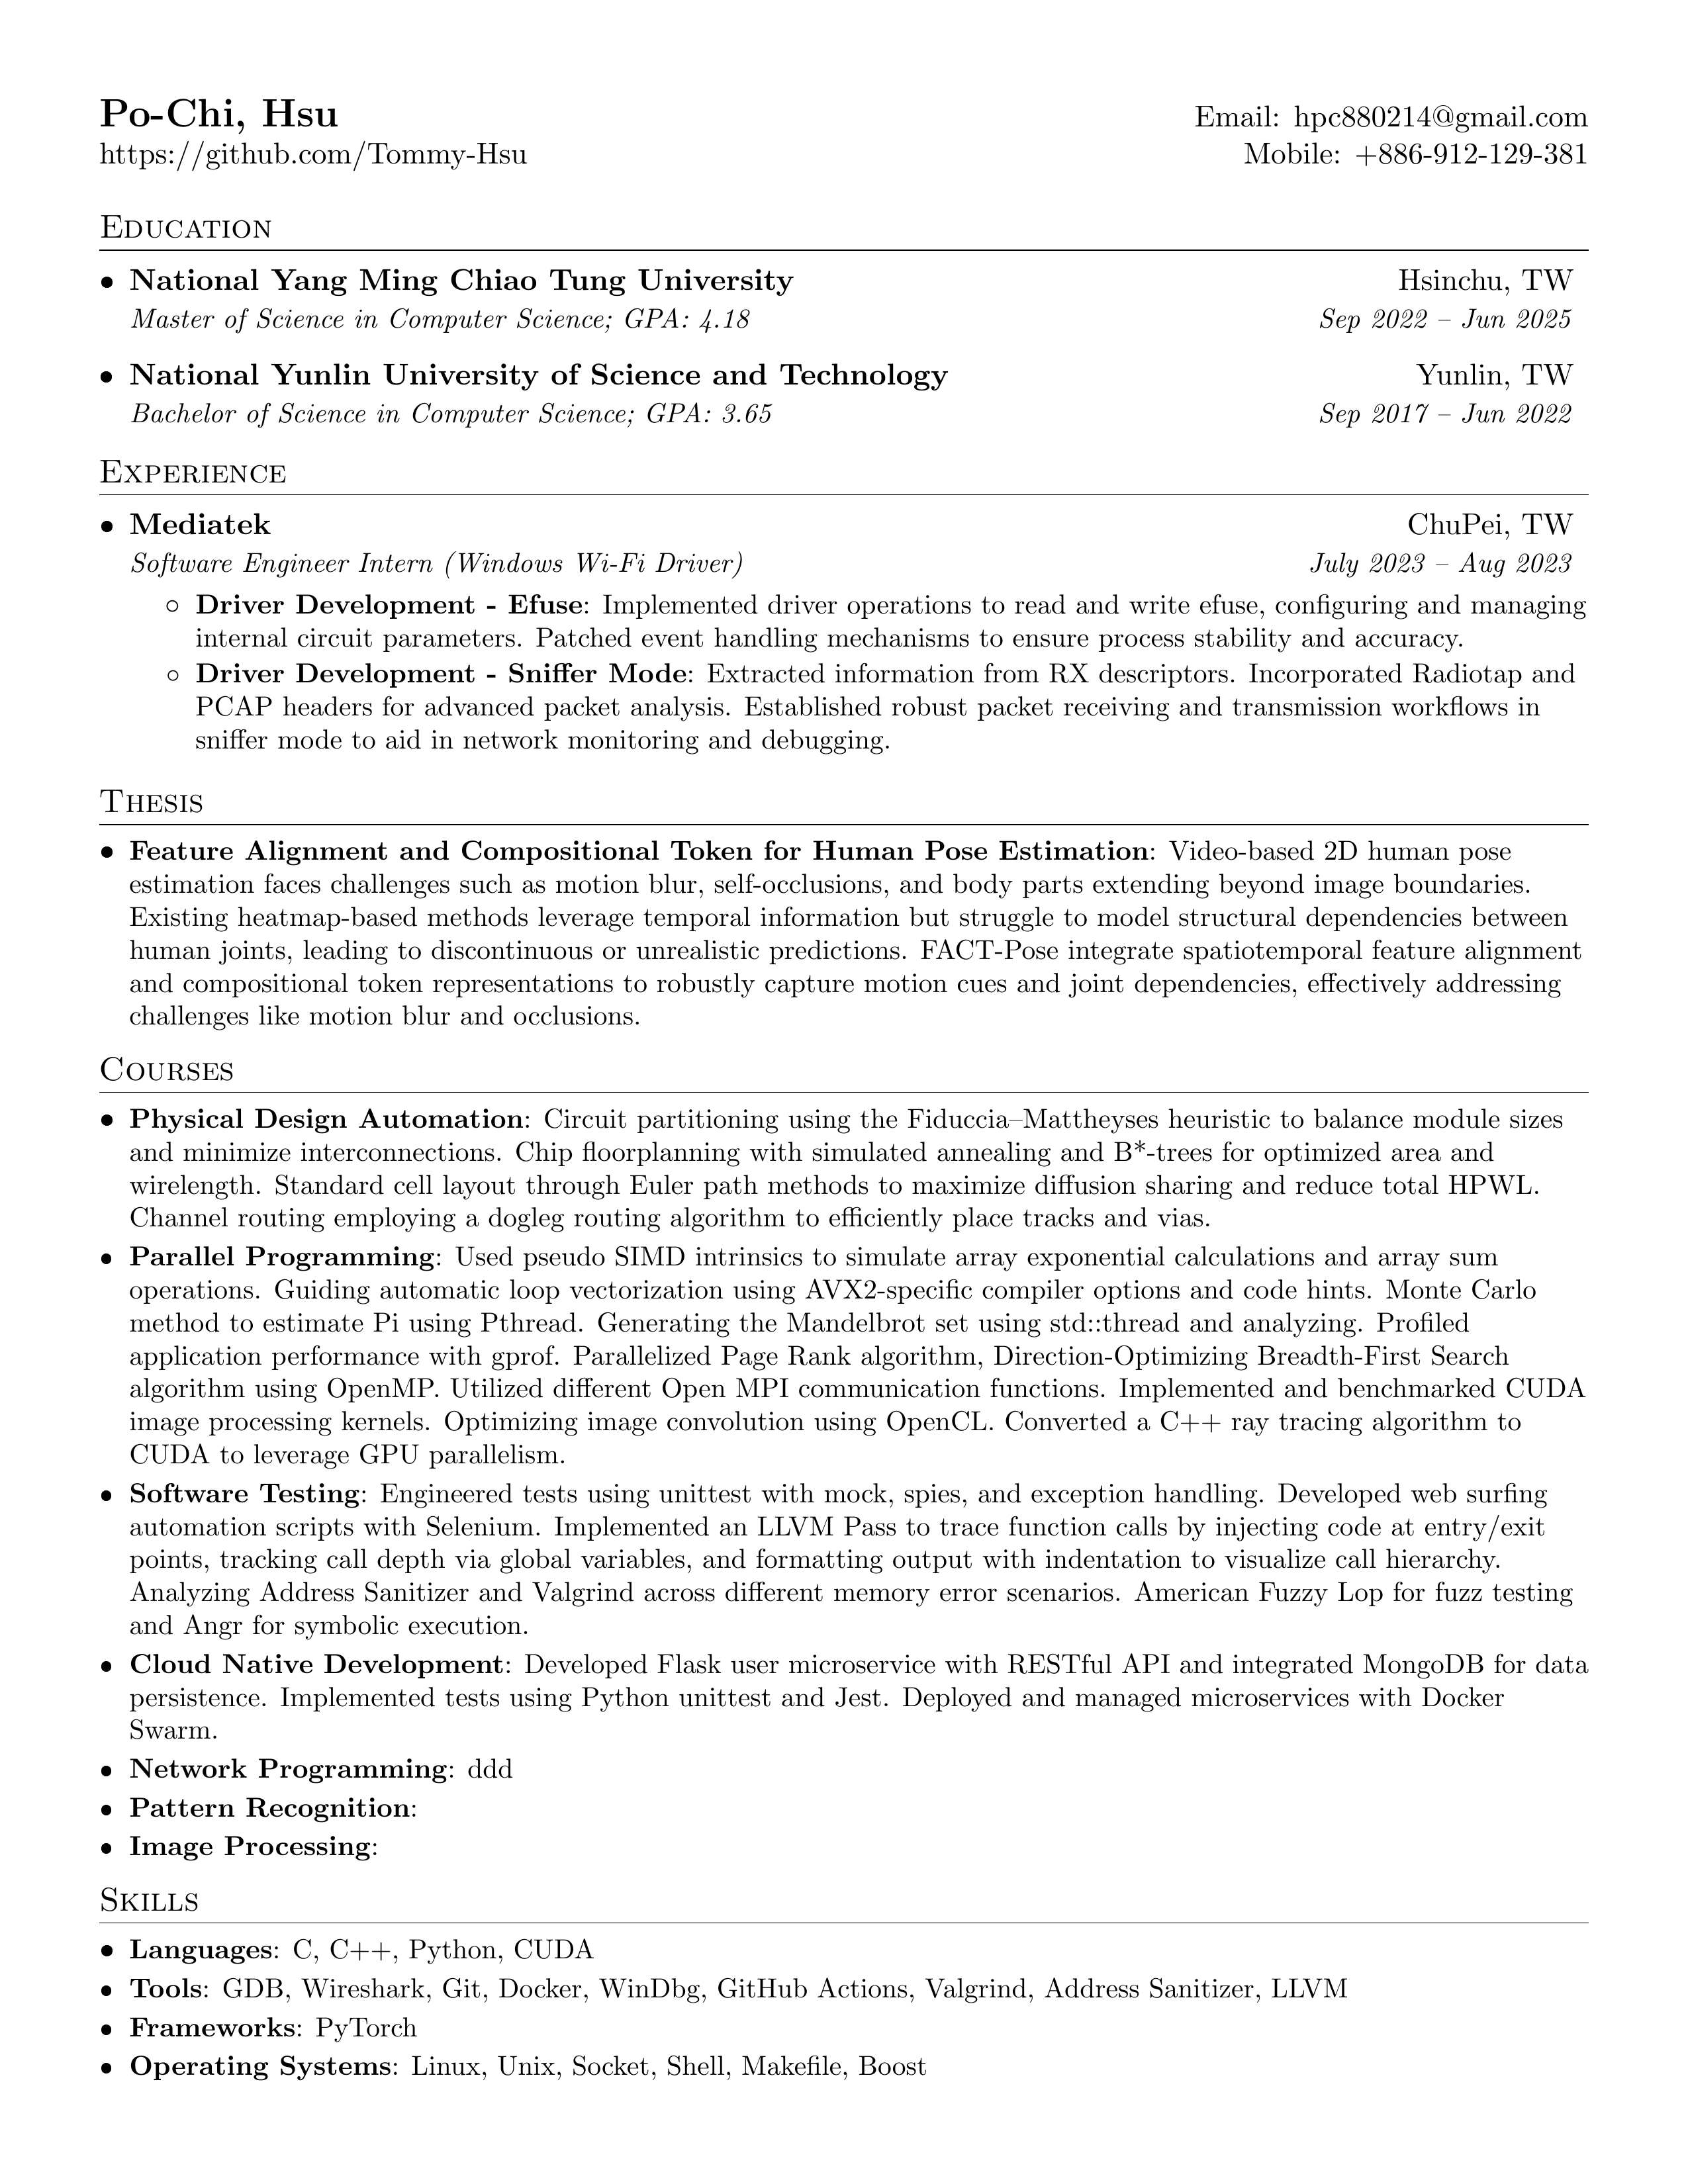 Po-Chi, Hsu
Email: hpc880214@gmail.com
https://github.com/Tommy-Hsu
Mobile: +886-912-129-381
Education
• National Yang Ming Chiao Tung University Hsinchu, TW
Master of Science in Computer Science; GPA: 4.18 Sep 2022 – Jun 2025
• National Yunlin University of Science and Technology Yunlin, TW
Bachelor of Science in Computer Science; GPA: 3.65 Sep 2017 – Jun 2022
Experience
• Mediatek ChuPei, TW
Software Engineer Intern (Windows Wi-Fi Driver) July 2023 – Aug 2023
○ Driver Development - Efuse: Implemented driver operations to read and write efuse, configuring and managing
internal circuit parameters. Patched event handling mechanisms to ensure process stability and accuracy.
○ Driver Development - Sniffer Mode: Extracted information from RX descriptors. Incorporated Radiotap and
PCAP headers for advanced packet analysis. Established robust packet receiving and transmission workflows in
sniffer mode to aid in network monitoring and debugging.
Thesis
• Feature Alignment and Compositional Token for Human Pose Estimation: Video-based 2D human pose
estimation faces challenges such as motion blur, self-occlusions, and body parts extending beyond image boundaries.
Existing heatmap-based methods leverage temporal information but struggle to model structural dependencies between
human joints, leading to discontinuous or unrealistic predictions. FACT-Pose integrate spatiotemporal feature alignment
and compositional token representations to robustly capture motion cues and joint dependencies, effectively addressing
challenges like motion blur and occlusions.
Courses
• Physical Design Automation: Circuit partitioning using the Fiduccia–Mattheyses heuristic to balance module sizes
and minimize interconnections. Chip floorplanning with simulated annealing and B*-trees for optimized area and
wirelength. Standard cell layout through Euler path methods to maximize diffusion sharing and reduce total HPWL.
Channel routing employing a dogleg routing algorithm to efficiently place tracks and vias.
• Parallel Programming: Used pseudo SIMD intrinsics to simulate array exponential calculations and array sum
operations. Guiding automatic loop vectorization using AVX2-specific compiler options and code hints. Monte Carlo
method to estimate Pi using Pthread. Generating the Mandelbrot set using std::thread and analyzing. Profiled
application performance with gprof. Parallelized Page Rank algorithm, Direction-Optimizing Breadth-First Search
algorithm using OpenMP. Utilized different Open MPI communication functions. Implemented and benchmarked CUDA
image processing kernels. Optimizing image convolution using OpenCL. Converted a C++ ray tracing algorithm to
CUDA to leverage GPU parallelism.
• Software Testing: Engineered tests using unittest with mock, spies, and exception handling. Developed web surfing
automation scripts with Selenium. Implemented an LLVM Pass to trace function calls by injecting code at entry/exit
points, tracking call depth via global variables, and formatting output with indentation to visualize call hierarchy.
Analyzing Address Sanitizer and Valgrind across different memory error scenarios. American Fuzzy Lop for fuzz testing
and Angr for symbolic execution.
• Cloud Native Development: Developed Flask user microservice with RESTful API and integrated MongoDB for data
persistence. Implemented tests using Python unittest and Jest. Deployed and managed microservices with Docker
Swarm.
• Network Programming: ddd
• Pattern Recognition:
• Image Processing:
Skills
• Languages: C, C++, Python, CUDA
• Tools: GDB, Wireshark, Git, Docker, WinDbg, GitHub Actions, Valgrind, Address Sanitizer, LLVM
• Frameworks: PyTorch
• Operating Systems: Linux, Unix, Socket, Shell, Makefile, Boost